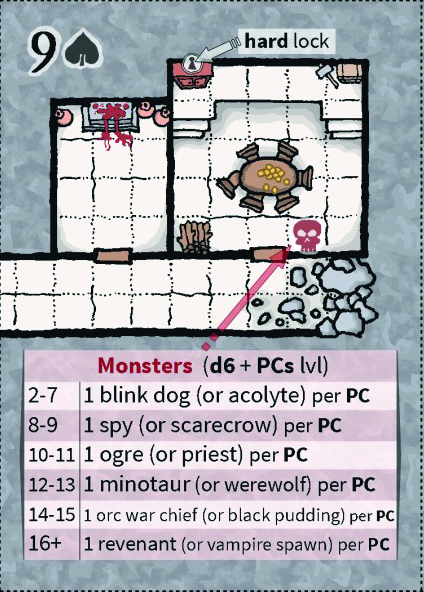 9♠
hard lock
Monsters (d6 + PCs lvl)
2-7 1 blink dog (or acolyte) per PC
8-9 1 spy (or scarecrow) per PC
10-11 1 ogre (or priest) per PC
12-13 1 minotaur (or werewolf) per PC
14-15 1 orc war chief (or black pudding) per PC
16+ 1 revenant (or vampire spawn) per PC